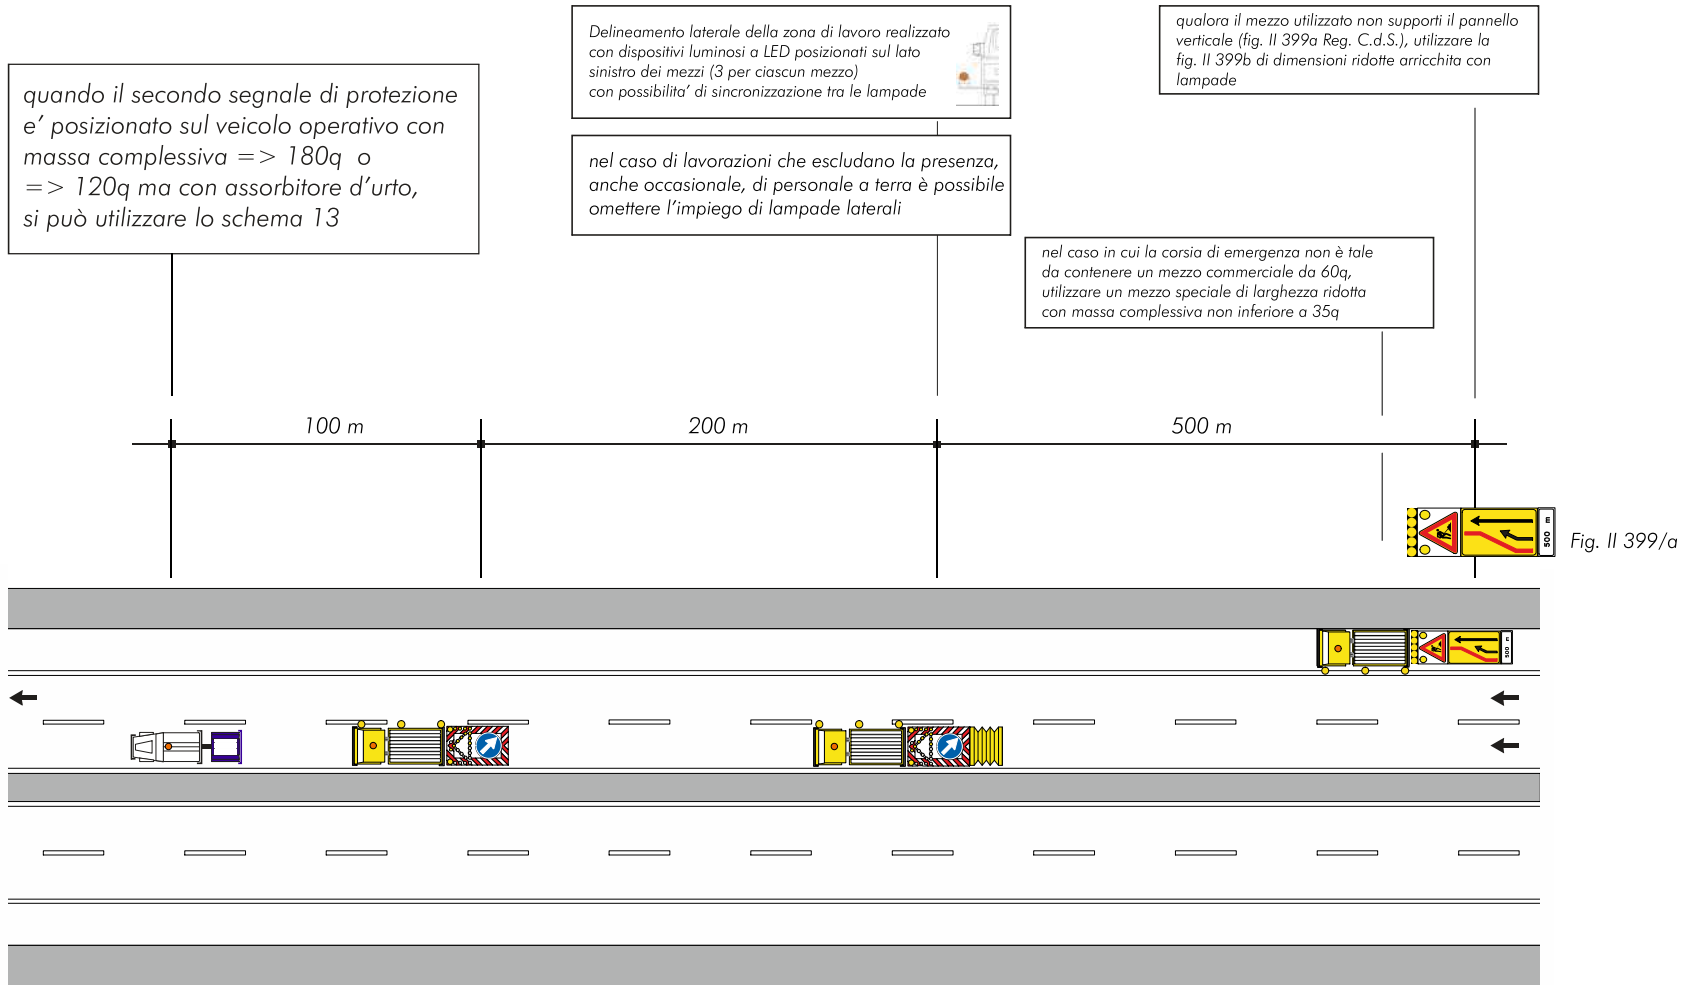 quando il secondo segnale di protezione
e' posizionato sul veicolo operativo con
massa complessiva => 180q o
=> 120q ma con assorbitore d'urto,
si può utilizzare lo schema 13
Delineamento laterale della zona di lavoro realizzato
con dispositivi luminosi a LED posizionati sul lato
sinistro dei mezzi (3 per ciascun mezzo)
con possibilita' di sincronizzazione tra le lampade
nel caso di lavorazioni che escludano la presenza,
anche occasionale, di personale a terra è possibile
omettere l'impiego di lampade laterali
qualora il mezzo utilizzato non supporti il pannello
verticale (fig. II 399a Reg. C.d.S.), utilizzare la
fig. II 399b di dimensioni ridotte arricchita con
lampade
nel caso in cui la corsia di emergenza non è tale
da contenere un mezzo commerciale da 60q,
utilizzare un mezzo speciale di larghezza ridotta
con massa complessiva non inferiore a 35q
100 m
200 m
500 m
500 m
Fig. II 399/a
500 m